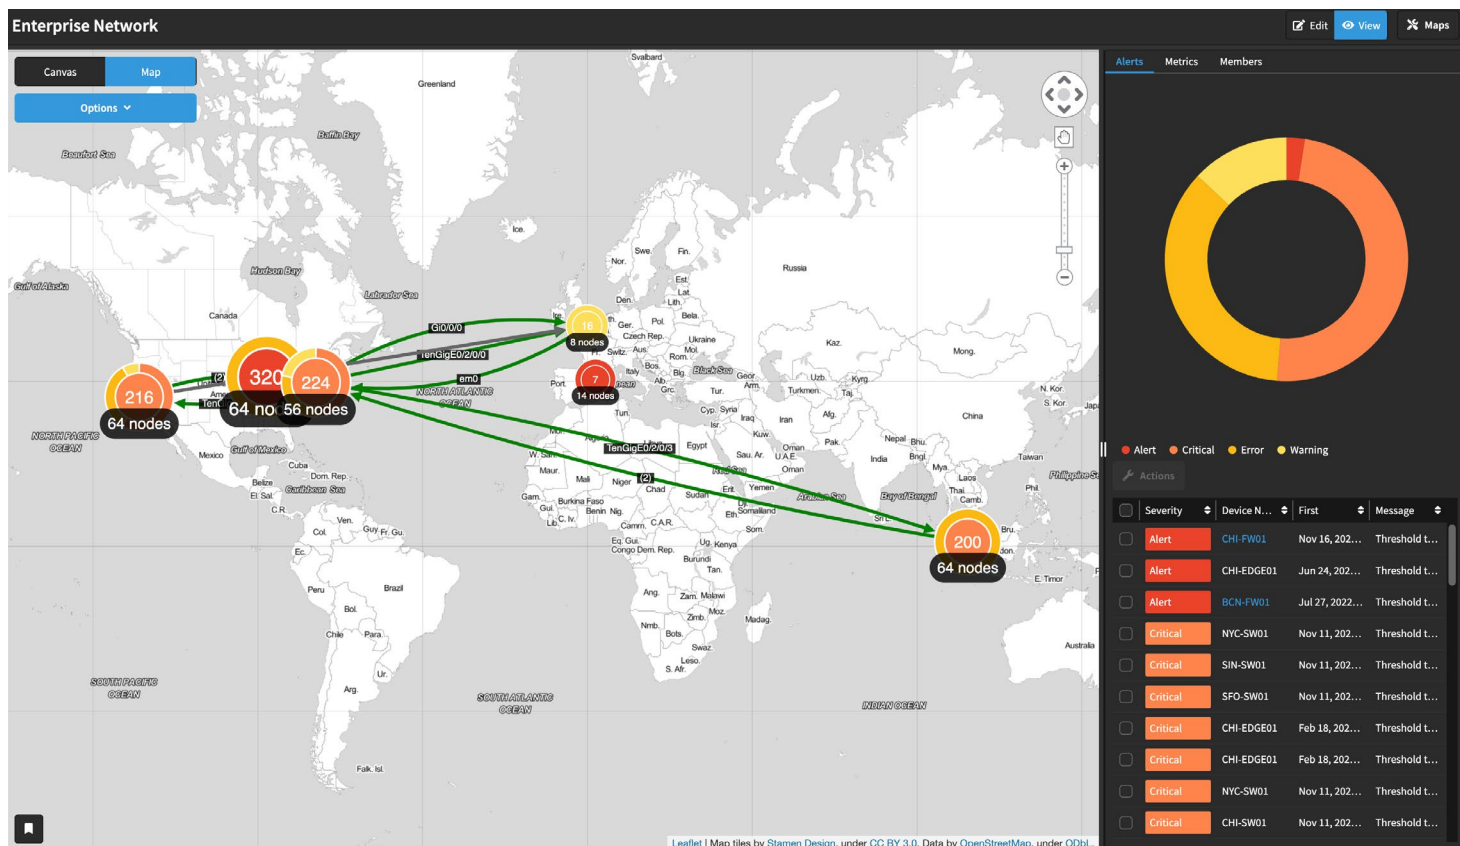 Enterprise Network
Edit
View
Maps
Canvas
Map
Options
Alerts
Metrics
Members
Svalbard
Greenland
Baffin Bay
Beaufort Sea
Ice.
Swe.
Fin.
Nor.
Russia
Hudson Bay
Gulf of Alaska
Labrador Sea
Est.
Lat.
Den.
Lith.
Canada
Ire.
Pol.
Bela.
Gi0/0/0
16
Ger.
8 nodes
Czech Rep.
Ukraine
Kaz.
TenGigE0/2/0/0
Fr.
Switz.
Aus.
Mol.
Rom.
Mong.
Italy
Bos.
Blg.
Black Sea
em0
7
14 nodes
Port.
Alb.
Grc.
Geor.
Arm.
Uzb.
Kyrg
Tur.
Turkmen.
Taj.
(2)
320
224
216
64 nodes
56 nodes
64 nodes
NORTH ATLANTIC
OCEAN
N. Kor.
S. Kor
Cyp.
Syria
Iraq
Iran
Afg.
China
Tun.
Isr.
NORTH PACIFIC
OCEAN
Mexico
Gulf of Mexico
Mor.
TenGigE0/2/0/3
Egypt
Kuw.
Sau. Ar.
U.A.E.
Oman
Oman
Pak.
Nepal
Bhu.
India
Bngl.
Mya.
Taiwan
W. Sah.
Cuba
Dom. Rep.
Belize
Caribbean Sea
El Sal.
C.R.
Maur.
Mali
Niger
(2)
Chad
Sudan
Red Sea
Erit.
Yemen
Arabian Sea
Bay of Bengal
Laos
Thai.
Camb.
Phil.
Philippine Se
Gam.
Gui.
Burkina Faso
Benin
Nig.
Lib.
C. Iv.
Camrn.
C.A.R.
Eth.
Somaliland
Som.
Sri L.
Ven.
Col.
Guy.
Fr. Gu.
Ec.
Eq. Gui.
Congo
Dem. Rep.
Ug.
Kenya
Burundi
Tan.
200
64 nodes
Bru.
E. Timor
Peru
Brazil
Ang.
Zam.
Malawi
Bol.
Zimb.
Moz.
Madag.
Nmb.
Bots.
Chile
Para.
Swaz.
Leso.
S. Afr.
Australia
Ur.
Arg.
SOUTH PACIFIC
OCEAN
SOUTH ATLANTIC
OCEAN
INDIAN OCEAN
Falk. Isl.
Leaflet | Map tiles by Stamen Design, under CC BY 3.0. Data by OpenStreetMap, under ODbL.
Alert
Critical
Error
Warning
Actions
Severity Device N... First Message
Alert CHI-FW01 Nov 16, 202... Threshold t...
Alert CHI-EDGE01 Jun 24, 202... Threshold t...
Alert BCN-FW01 Jul 27, 2022... Threshold t...
Critical NYC-SW01 Nov 11, 202... Threshold t...
Critical SIN-SW01 Nov 11, 202... Threshold t...
Critical SFO-SW01 Nov 11, 202... Threshold t...
Critical CHI-EDGE01 Feb 18, 202... Threshold t...
Critical CHI-EDGE01 Feb 18, 202... Threshold t...
Critical NYC-SW01 Nov 11, 202... Threshold t...
Critical CHI-SW01 Nov 11, 202... Threshold t...